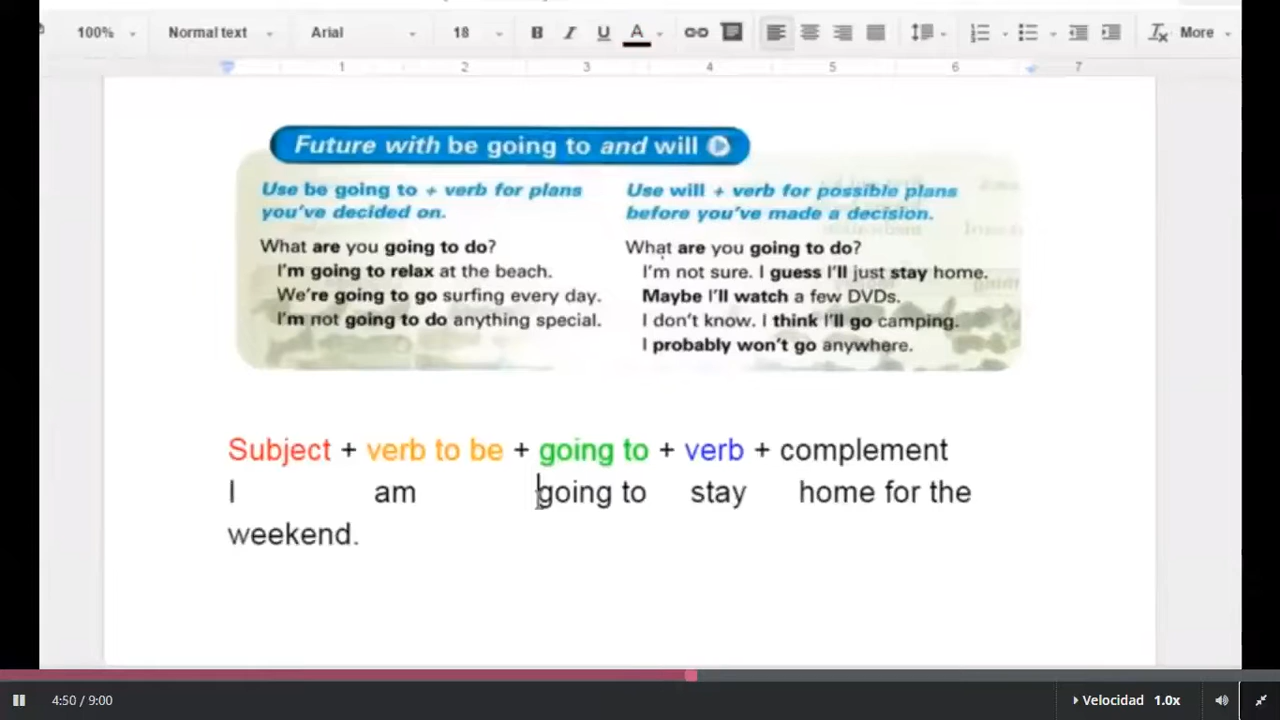 100% Normal text Arial 18 B I U A More
1 2 3 4 5 6 7
Future with be going to and will
Use be going to + verb for plans
you've decided on.
What are you going to do?
I'm going to relax at the beach.
We're going to go surfing every day.
I'm not going to do anything special.
Use will + verb for possible plans
before you've made a decision.
What are you going to do?
I'm not sure. I guess I'll just stay home.
Maybe I'll watch a few DVDs.
I don't know. I think I'll go camping.
I probably won't go anywhere.
Subject + verb to be + going to + verb + complement
I am going to stay home for the
weekend.
4:50 / 9:00 Velocidad 1.0x